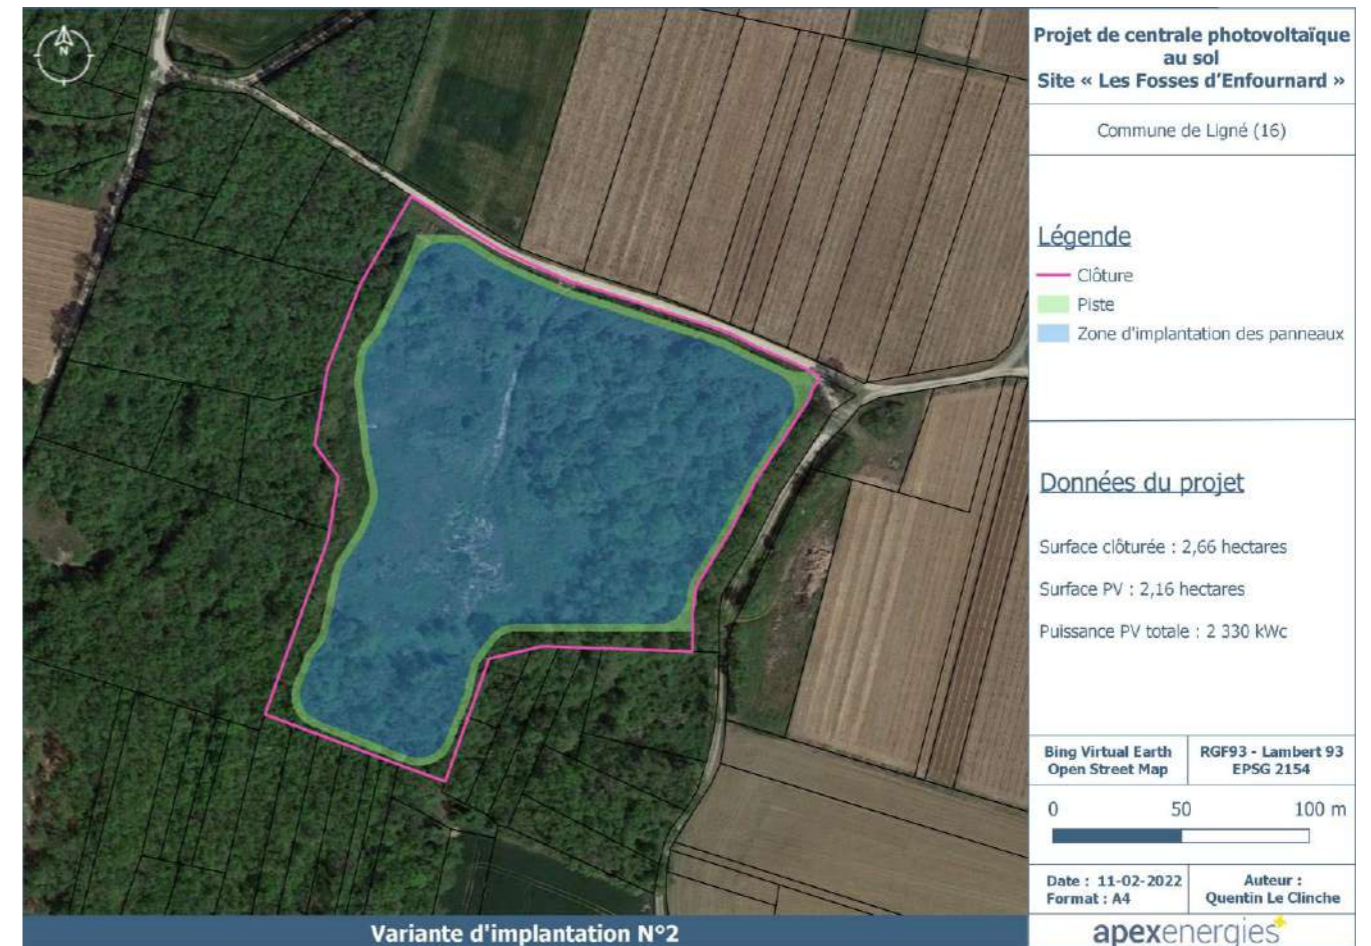 N
Projet de centrale photovoltaïque
au sol
Site « Les Fosses d'Enfournard »
Commune de Ligné (16)
Légende
Clôture
Piste
Zone d'implantation des panneaux
Données du projet
Surface clôturée : 2,66 hectares
Surface PV : 2,16 hectares
Puissance PV totale : 2 330 kWc
Bing Virtual Earth
Open Street Map
RGF93 - Lambert 93
EPSG 2154
0 50 100 m
Date : 11-02-2022
Format : A4
Auteur :
Quentin Le Clinche
Variante d'implantation N°2
apexenergies